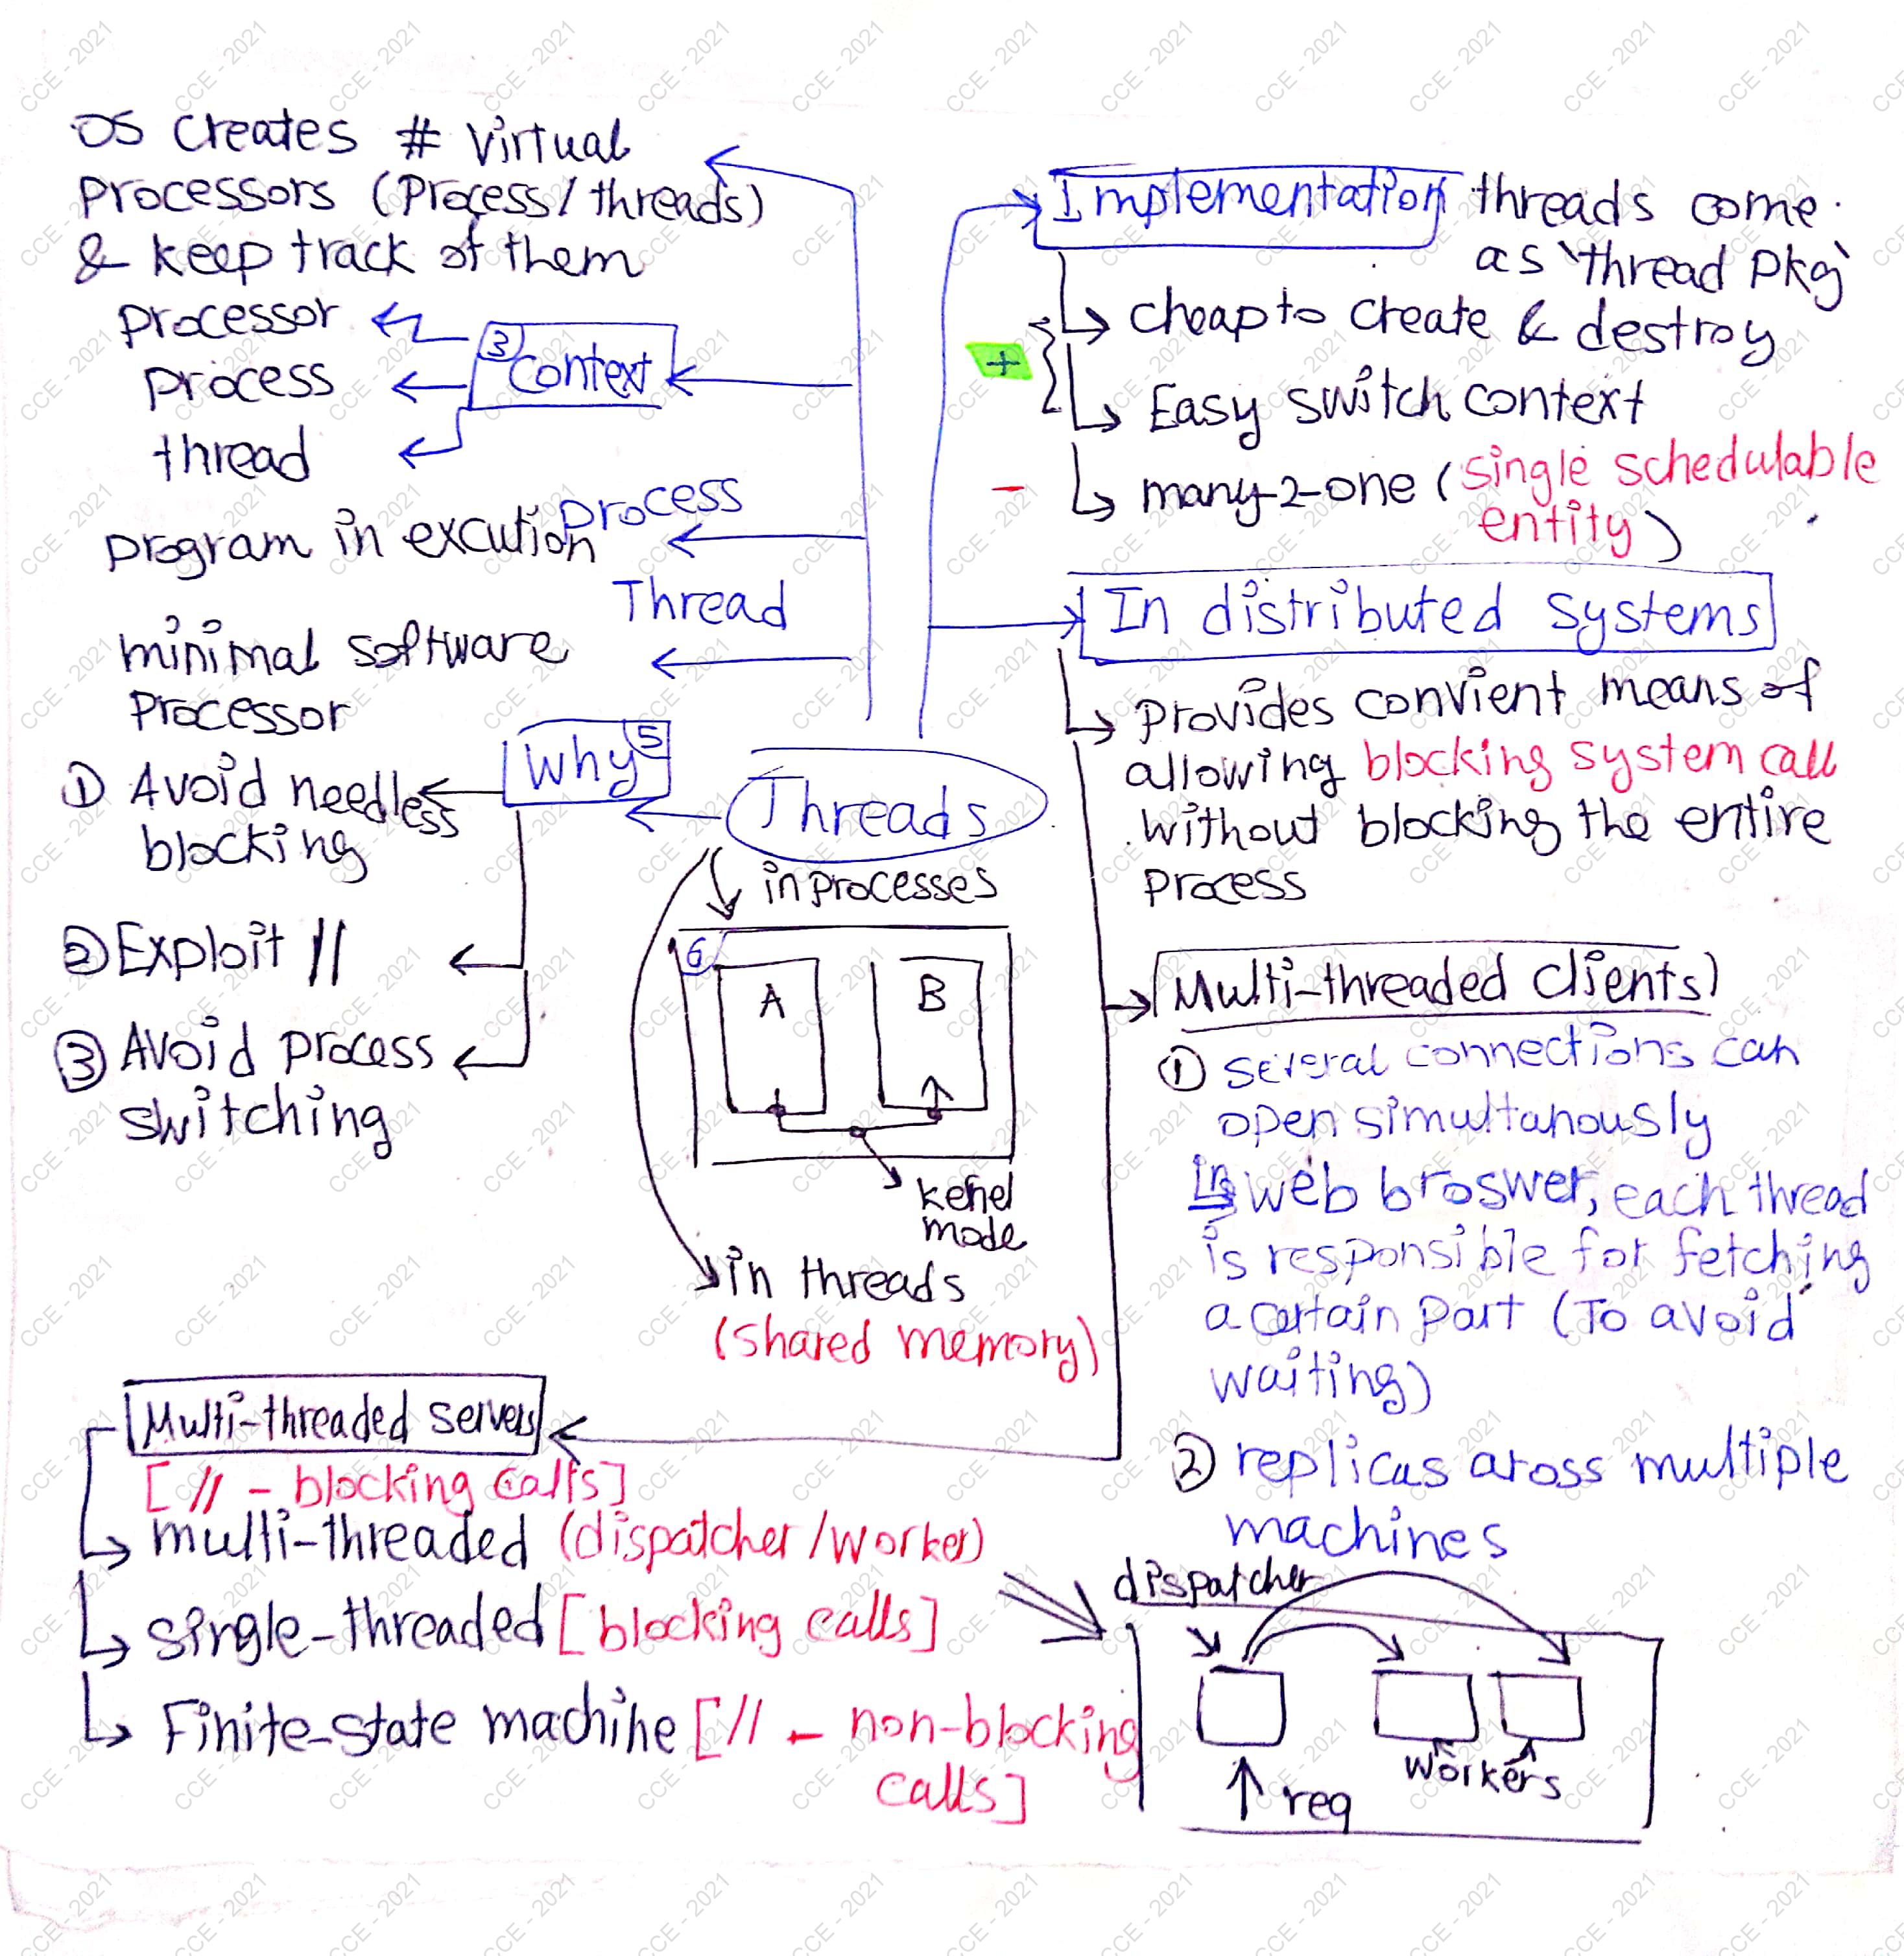 OS creates # virtual
processors (process/threads)
& keep track of them
processor
③ Context
process
thread
process
program in excution
Thread
minimal software
processor
Why 5
① Avoid needless
blocking
② Exploit //
③ Avoid process
switching
Threads
in processes
6
A
B
kernel
mode
in threads
(shared memory)
Implementation threads come
as `thread pkg`
cheap to create & destroy
+
Easy switch context
- many-2-one (single schedulable
entity)
In distributed systems
provides convient means of
allowing blocking system call
without blocking the entire
process
Multi-threaded clients
① several connections can
open simultanously
In web broswer, each thread
is responsible for fetching
a certain part (To avoid
waiting)
② replicas aross multiple
machines
Multi-threaded servers
[// - blocking calls]
multi-threaded (dispatcher/worker)
single-threaded [blocking calls]
Finite-state machine [// - non-blocking
calls]
dispatcher
workers
req
CCE - 2021